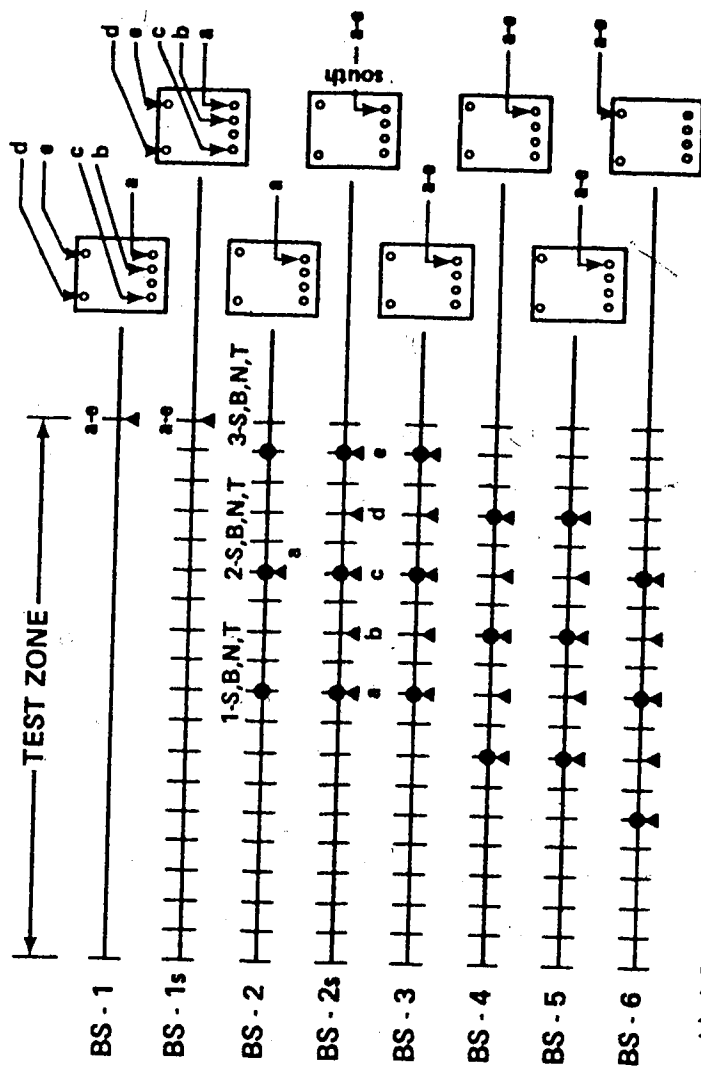 TEST ZONE
BS - 1
a-e
a
b
c
e
d
BS - 1s
a-e
a
b
c
e
d
BS - 2
1-S,B,N,T
2-S,B,N,T
3-S,B,N,T
a
a
BS - 2s
a
b
c
d
e
a-e
south
BS - 3
a-e
BS - 4
a-e
BS - 5
a-e
BS - 6
a-e